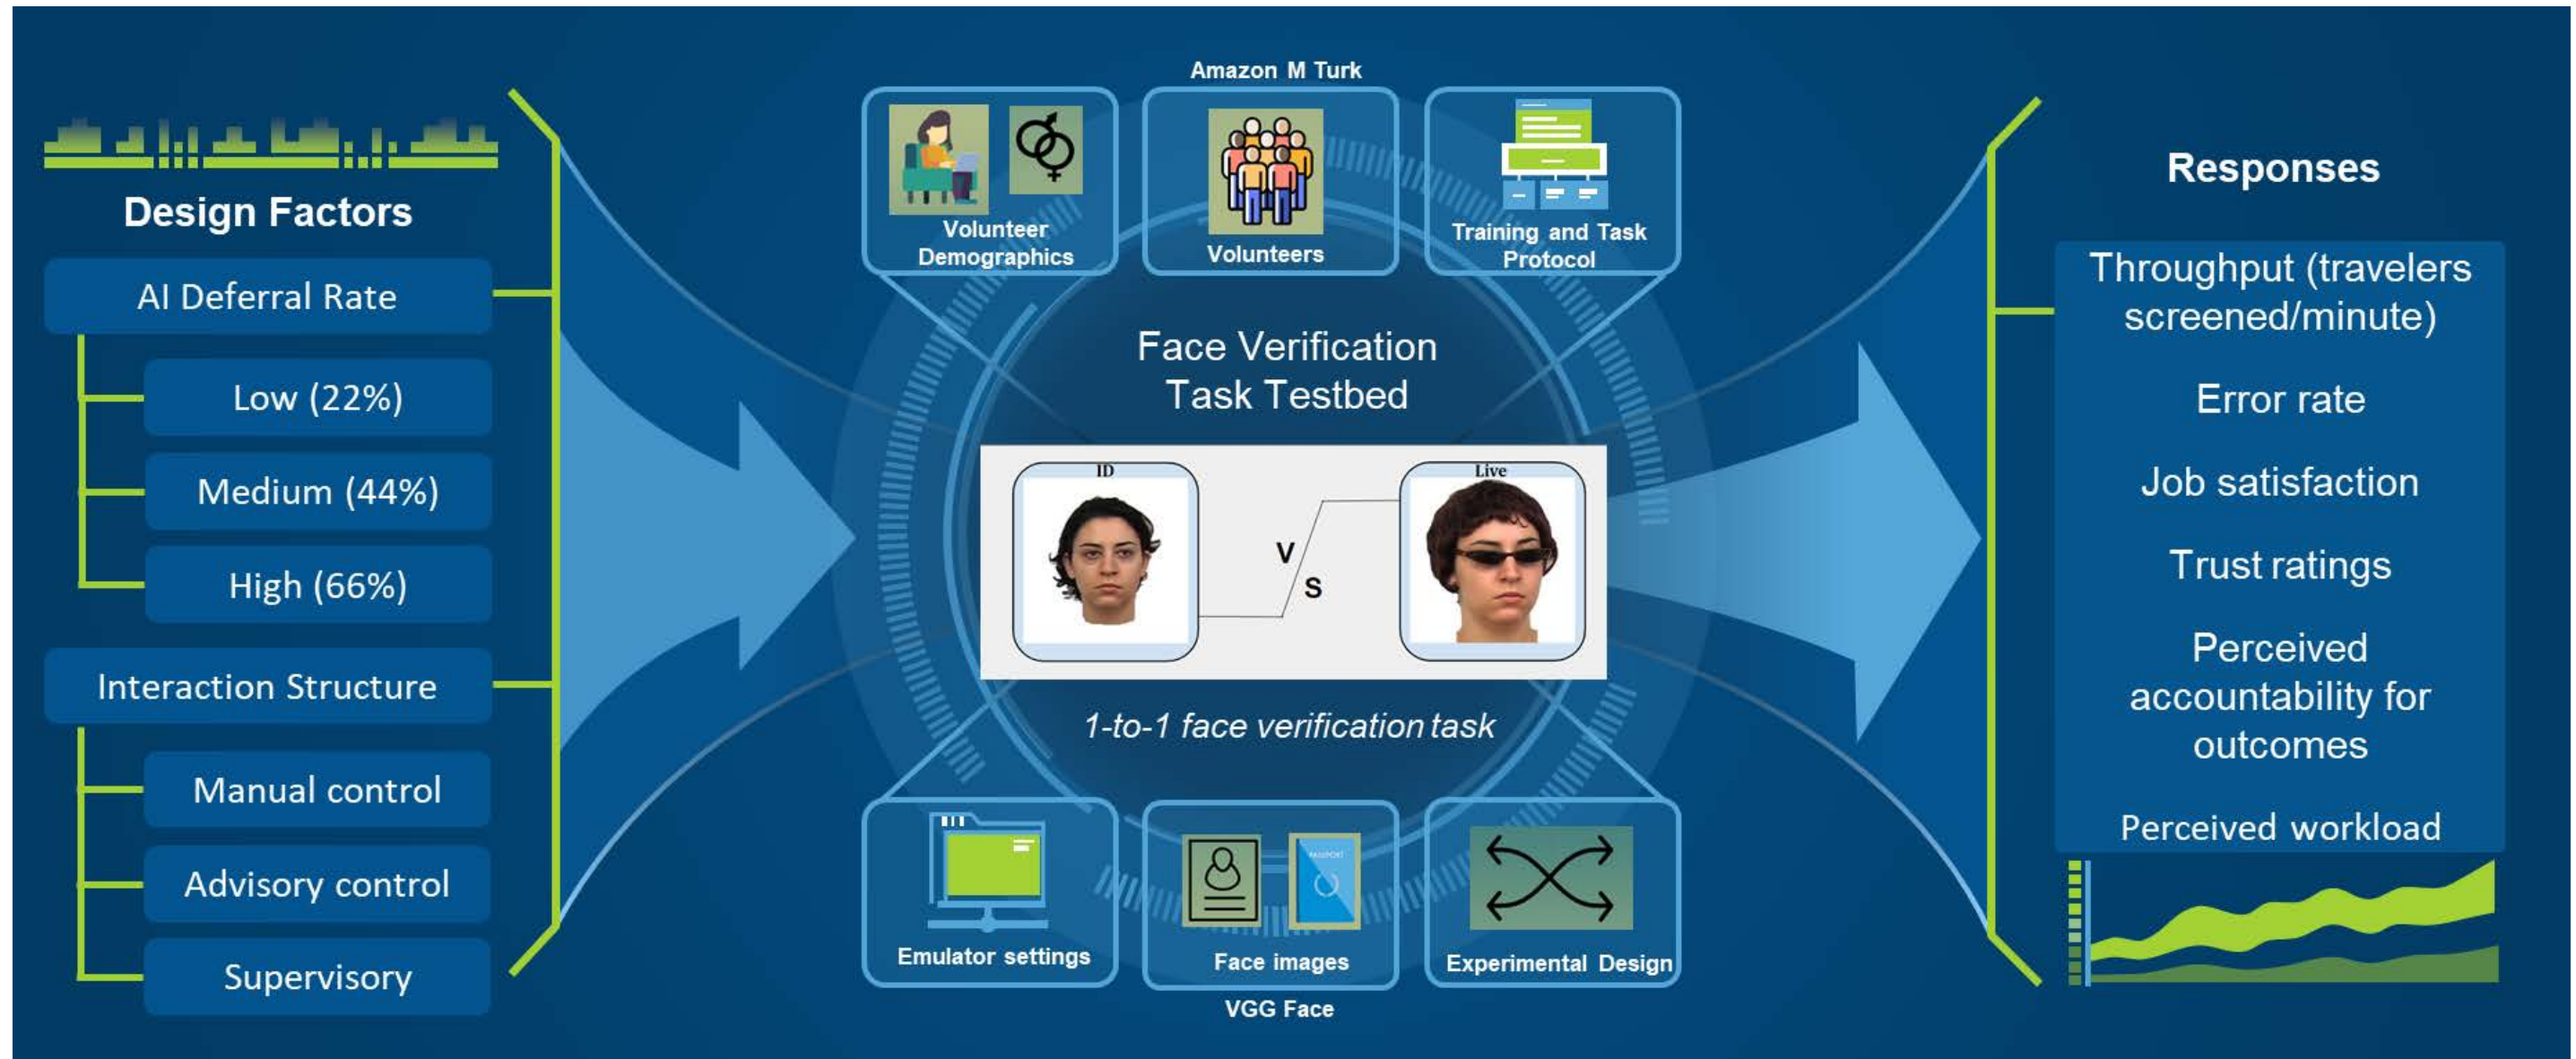 Design Factors
AI Deferral Rate
Low (22%)
Medium (44%)
High (66%)
Interaction Structure
Manual control
Advisory control
Supervisory
Amazon M Turk
Volunteer
Demographics
Volunteers
Training and Task
Protocol
Face Verification
Task Testbed
ID
V
S
Live
1-to-1 face verification task
Emulator settings
PASSPORT
Face images
VGG Face
Experimental Design
Responses
Throughput (travelers
screened/minute)
Error rate
Job satisfaction
Trust ratings
Perceived
accountability for
outcomes
Perceived workload